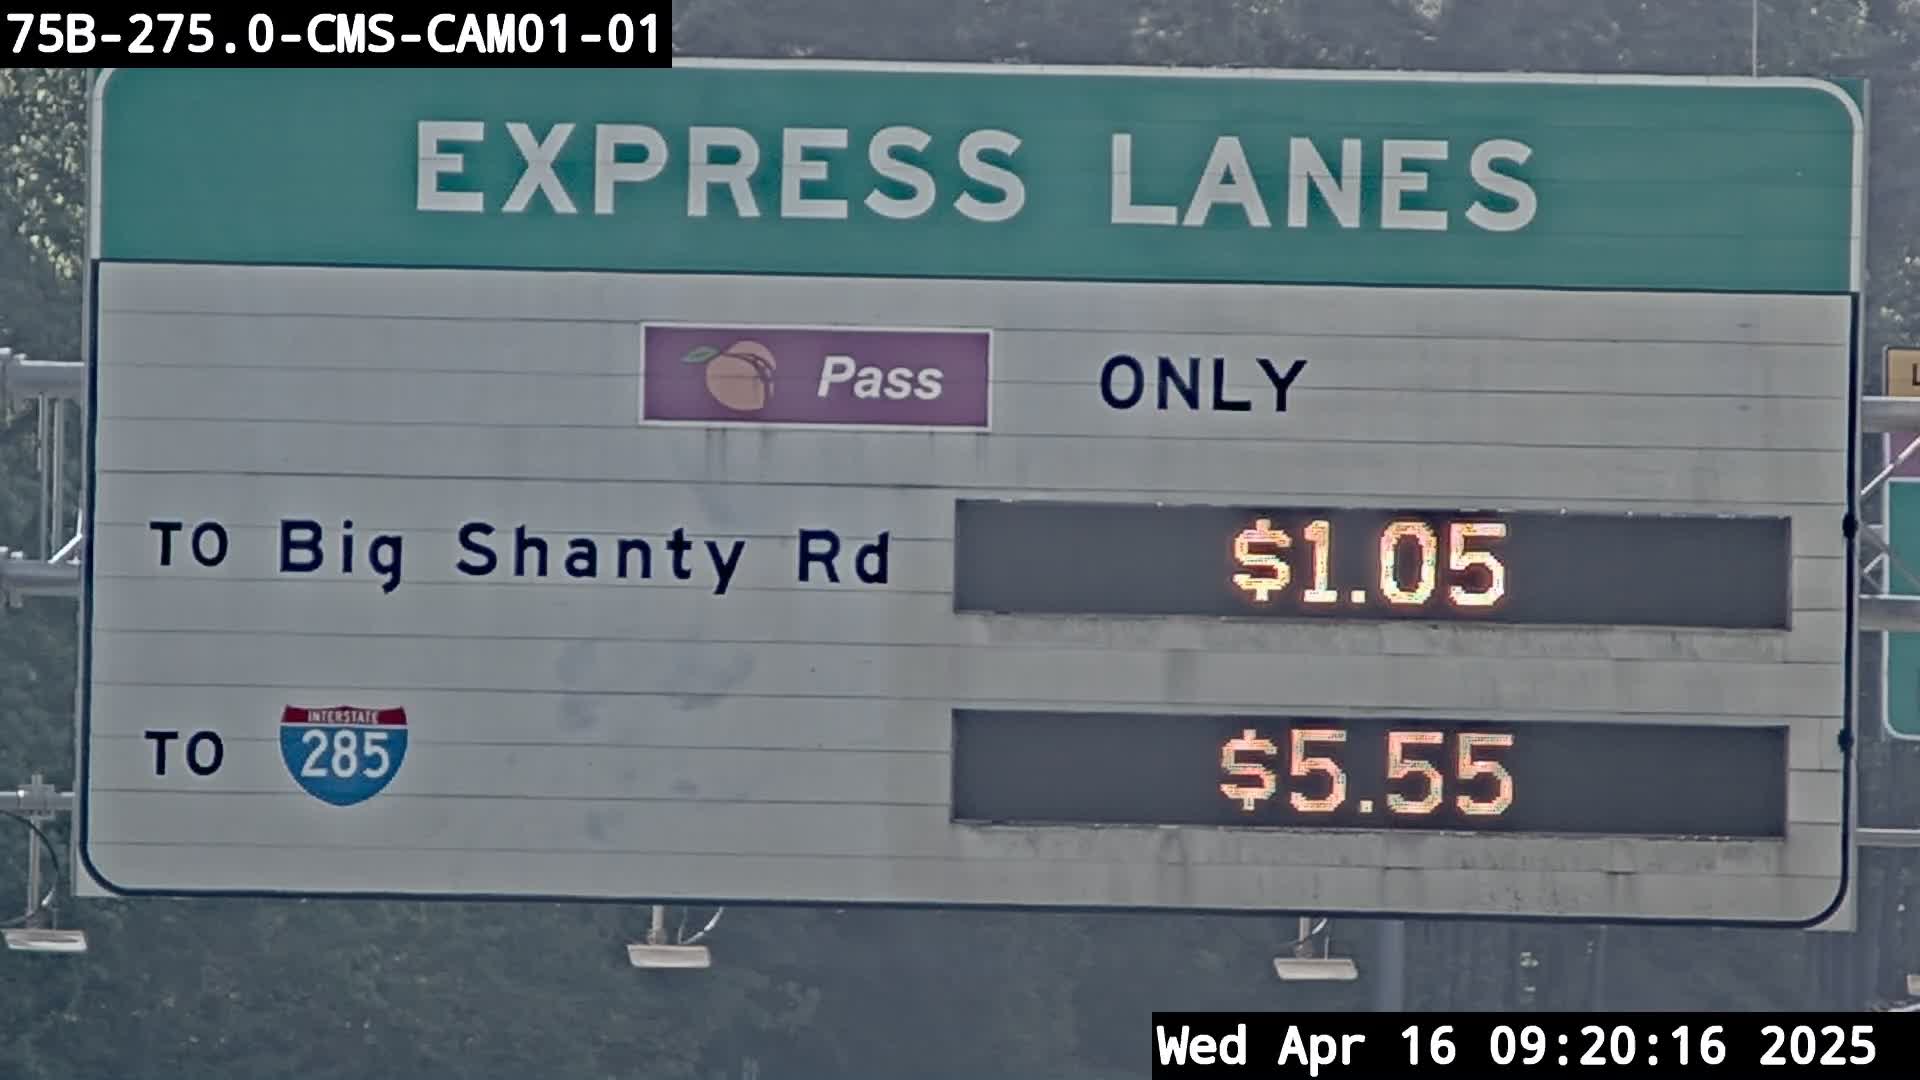 75B-275.0-CMS-CAM01-01
EXPRESS LANES
Pass ONLY
TO Big Shanty Rd $1.05
INTERSTATE
TO 285 $5.55
Wed Apr 16 09:20:16 2025